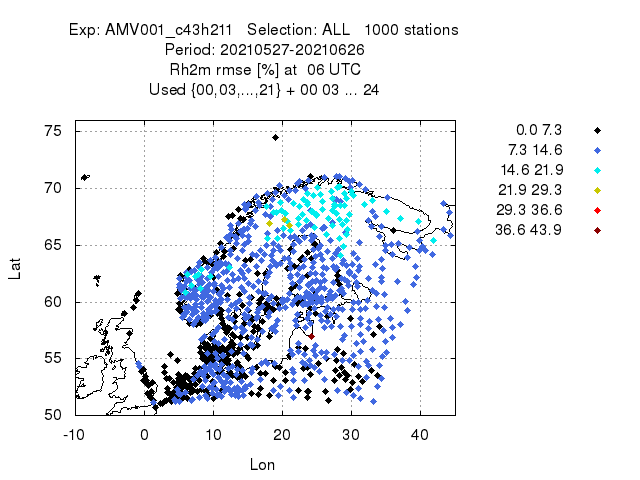 Exp: AMV001_c43h211 Selection: ALL 1000 stations
Period: 20210527-20210626
Rh2m rmse [%] at 06 UTC
Used {00,03,...,21} + 00 03 ... 24
75
70
65
60
55
50
Lat
-10 0 10 20 30 40
Lon
0.0 7.3
7.3 14.6
14.6 21.9
21.9 29.3
29.3 36.6
36.6 43.9